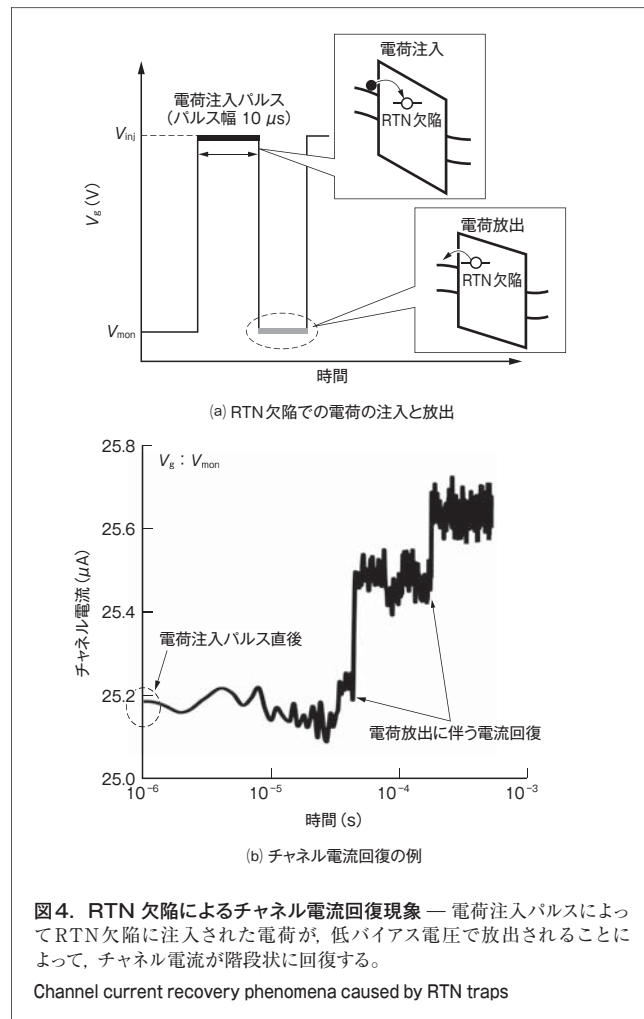 電荷注入
電荷注入パルス
(パルス幅 10 μs)
RTN欠陥
Vinj
Vg(V)
電荷放出
RTN欠陥
Vmon
時間
(a) RTN欠陥での電荷の注入と放出
25.8
Vg:Vmon
25.6
25.4
チャネル電流(μA)
電荷注入パルス直後
25.2
電荷放出に伴う電流回復
25.0
10⁻⁶ 10⁻⁵ 10⁻⁴ 10⁻³
時間(s)
(b) チャネル電流回復の例
図4. RTN 欠陥によるチャネル電流回復現象 — 電荷注入パルスによっ
てRTN欠陥に注入された電荷が,低バイアス電圧で放出されることに
よって,チャネル電流が階段状に回復する。
Channel current recovery phenomena caused by RTN traps